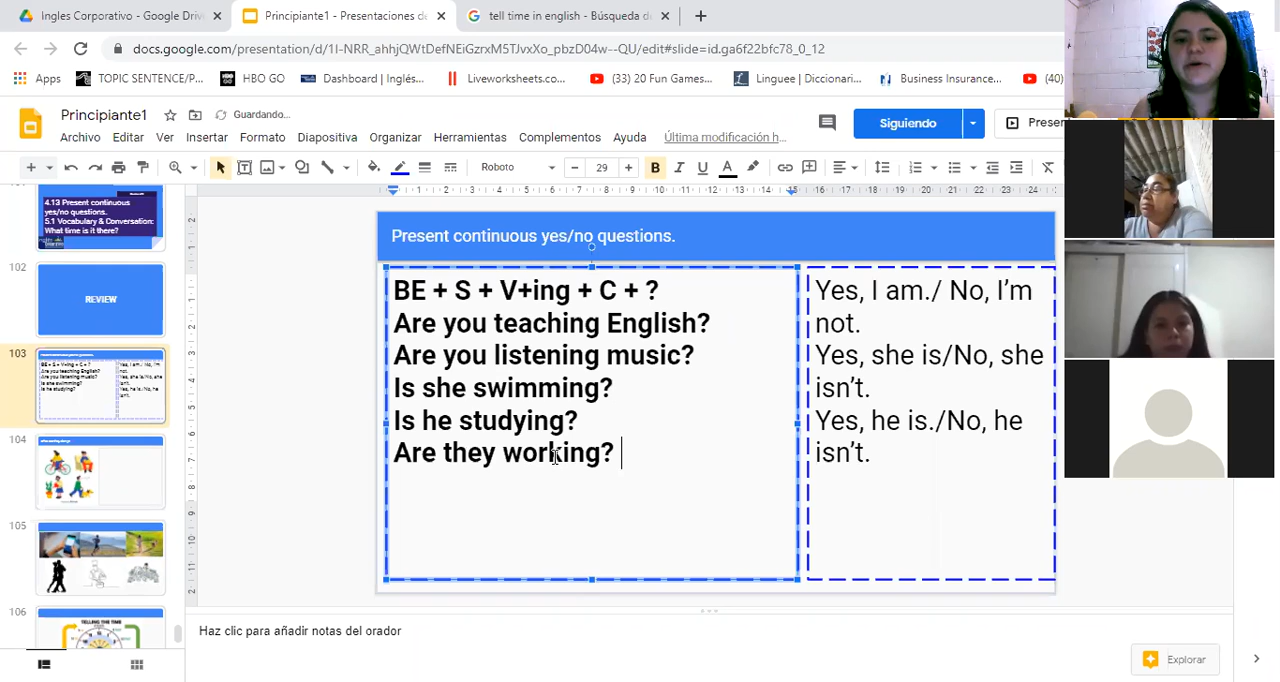 Ingles Corporativo - Google Driv
Principiante1 - Presentaciones de
tell time in english - Búsqueda d
docs.google.com/presentation/d/1I-NRR_ahhjQWtDefNEiGzrxM5TJvxXo_pbzD04w--QU/edit#slide=id.ga6f22bfc78_0_12
Apps
TOPIC SENTENCE/P...
HBO GO
Dashboard | Inglés...
Liveworksheets.co...
(33) 20 Fun Games...
Linguee | Diccionari...
Business Insurance...
(40)
Principiante1
Guardando...
Archivo Editar Ver Insertar Formato Diapositiva Organizar Herramientas Complementos Ayuda Última modificación h...
Siguiendo
Presen
Roboto
29
4.13 Present continuous
yes/no questions.
5.1 Vocabulary & Conversation:
What time is it there?
102
REVIEW
103
104
105
106
TELLING THE TIME
Present continuous yes/no questions.
BE + S + V+ing + C + ?
Are you teaching English?
Are you listening music?
Is she swimming?
Is he studying?
Are they working?
Yes, I am./ No, I’m
not.
Yes, she is/No, she
isn’t.
Yes, he is./No, he
isn’t.
Haz clic para añadir notas del orador
Explorar